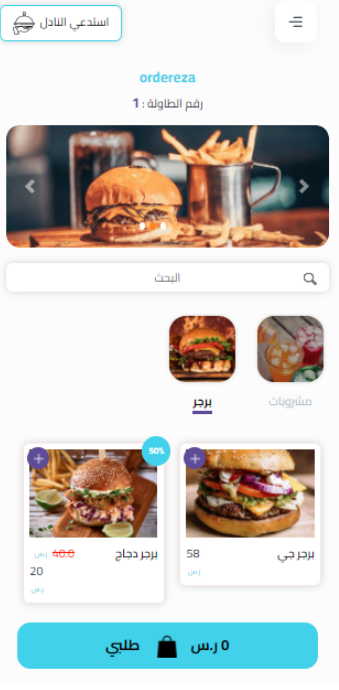 استدعي النادل
ordereza
رقم الطاولة : 1
البحث
مشروبات
برجر
برجر جي
58
ر.س
50%
برجر دجاج
40.0 ر.س
20
ر.س
0 ر.س
طلبي